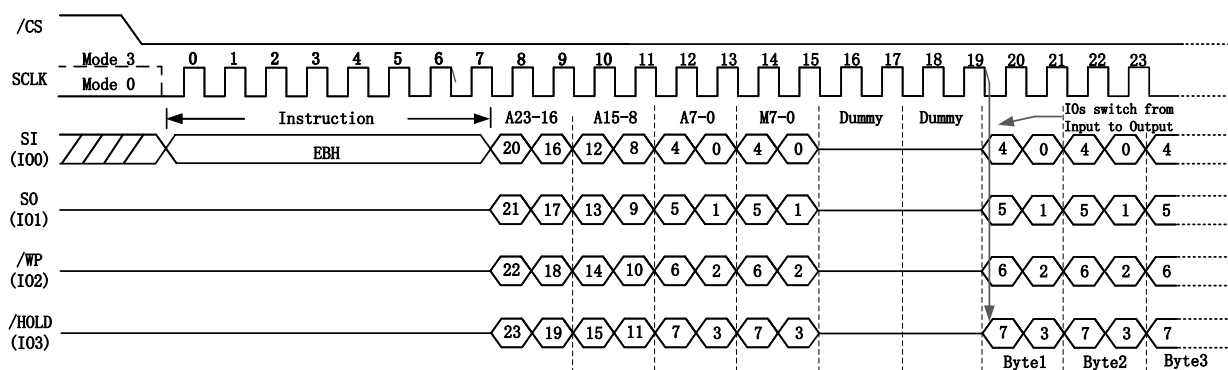 /CS
Mode 3
0 1 2 3 4 5 6 7 8 9 10 11 12 13 14 15 16 17 18 19 20 21 22 23
SCLK
Mode 0
Instruction A23-16 A15-8 A7-0 M7-0 Dummy Dummy IOs switch from
Input to Output
SI
(IO0)
EBH 20 16 12 8 4 0 4 0 4 0 4 0 4
SO
(IO1)
21 17 13 9 5 1 5 1 5 1 5 1 5
/WP
(IO2)
22 18 14 10 6 2 6 2 6 2 6 2 6
/HOLD
(IO3)
23 19 15 11 7 3 7 3 7 3 7 3 7
Byte1 Byte2 Byte3